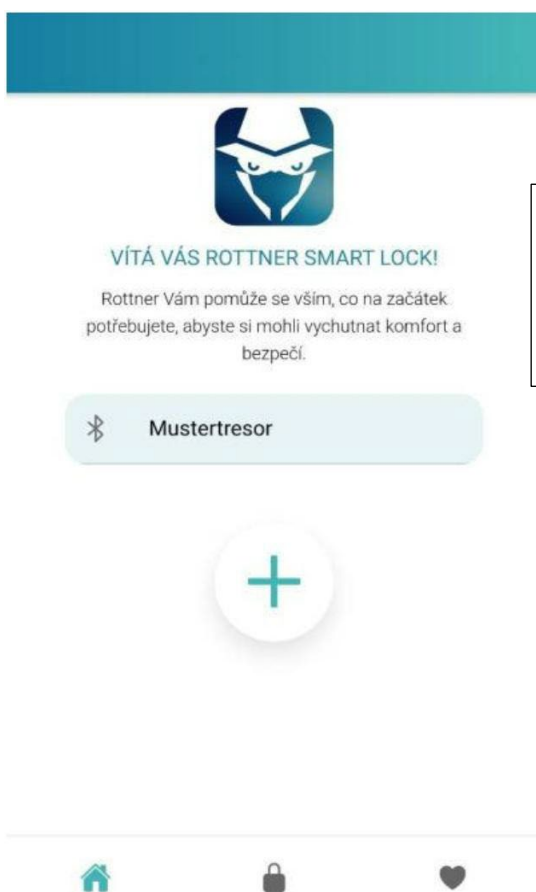 VÍTÁ VÁS ROTTNER SMART LOCK!
Rottner Vám pomůže se vším, co na začátek
potřebujete, abyste si mohli vychutnat komfort a
bezpečí.
Mustertresor